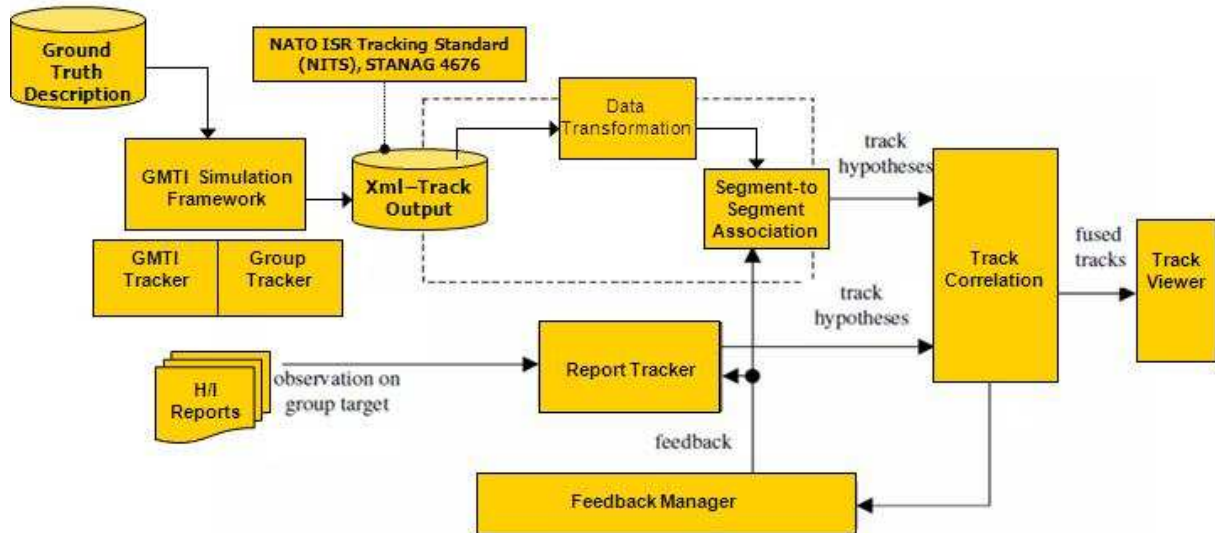 Ground
Truth
Description
NATO ISR Tracking Standard
(NITS), STANAG 4676
Data
Transformation
GMTI Simulation
Framework
Xml–Track
Output
Segment-to
Segment
Association
track
hypotheses
GMTI
Tracker
Group
Tracker
Track
Correlation
fused
tracks
Track
Viewer
track
hypotheses
H/I
Reports
observation on
group target
Report Tracker
feedback
Feedback Manager